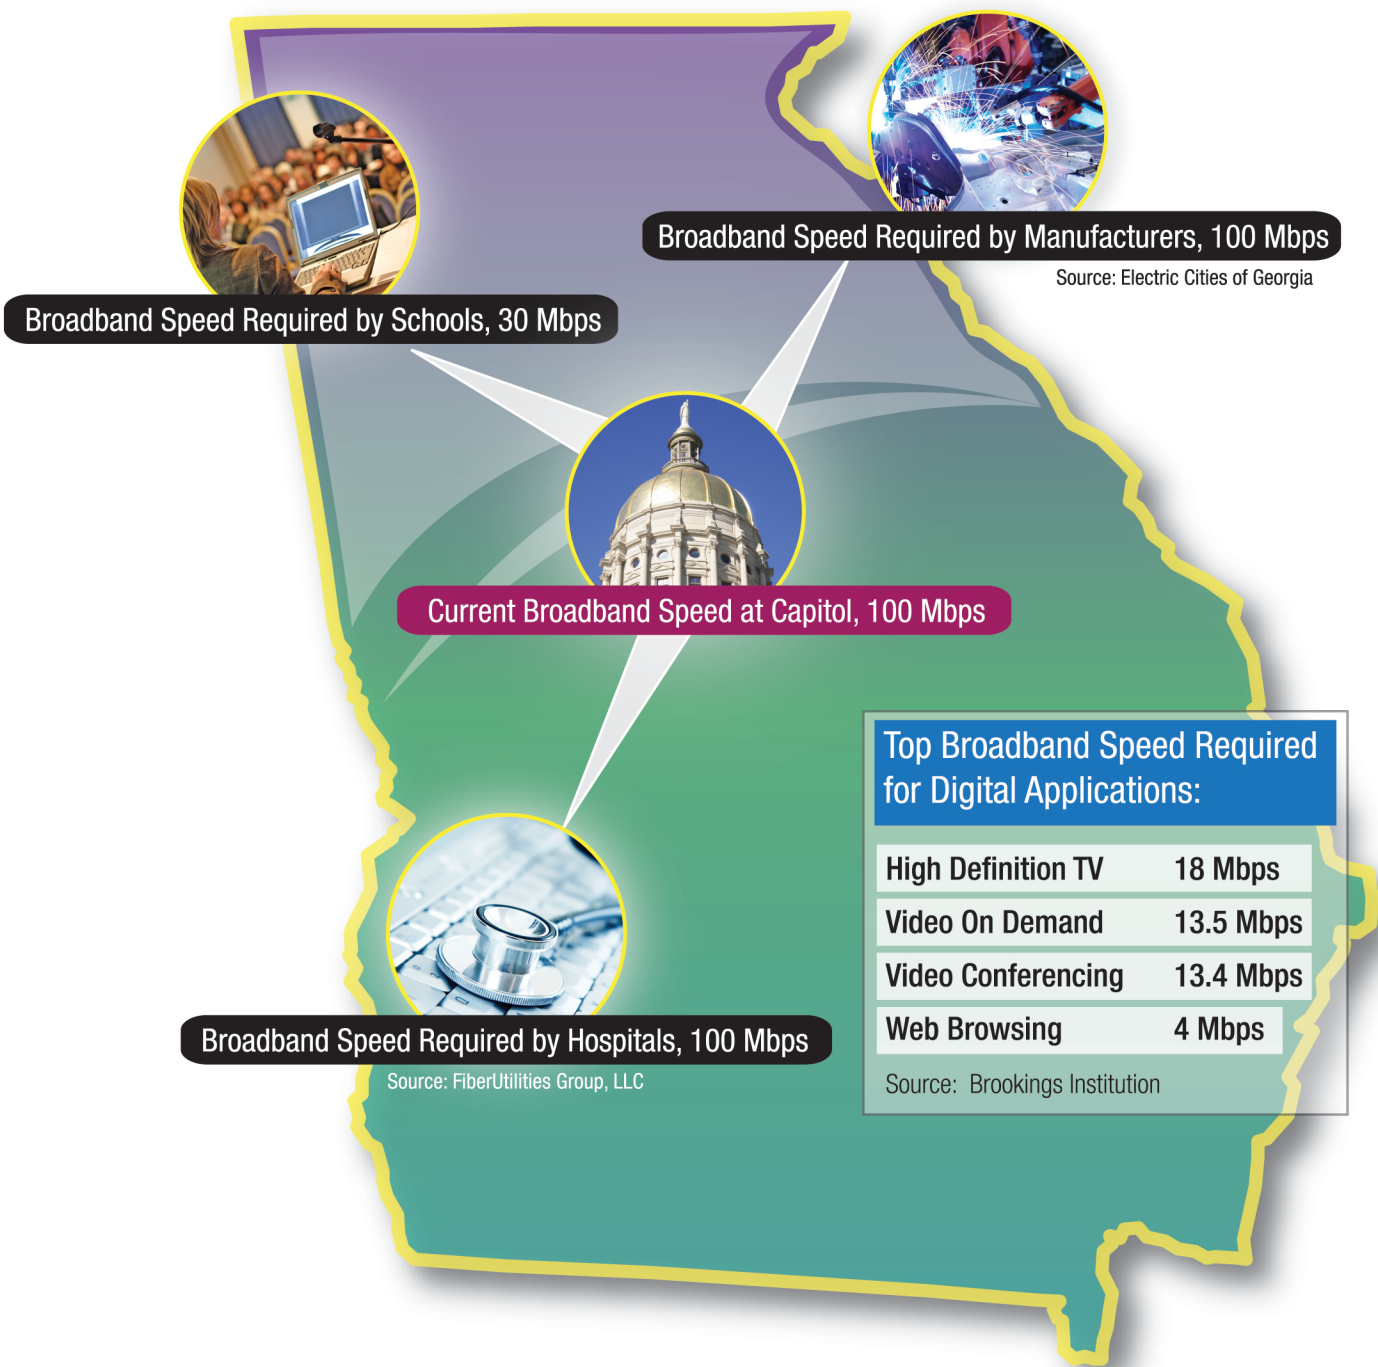 Broadband Speed Required by Manufacturers, 100 Mbps
Source: Electric Cities of Georgia
Broadband Speed Required by Schools, 30 Mbps
Current Broadband Speed at Capitol, 100 Mbps
Top Broadband Speed Required
for Digital Applications:
High Definition TV 18 Mbps
Video On Demand 13.5 Mbps
Video Conferencing 13.4 Mbps
Web Browsing 4 Mbps
Source: Brookings Institution
Broadband Speed Required by Hospitals, 100 Mbps
Source: FiberUtilities Group, LLC